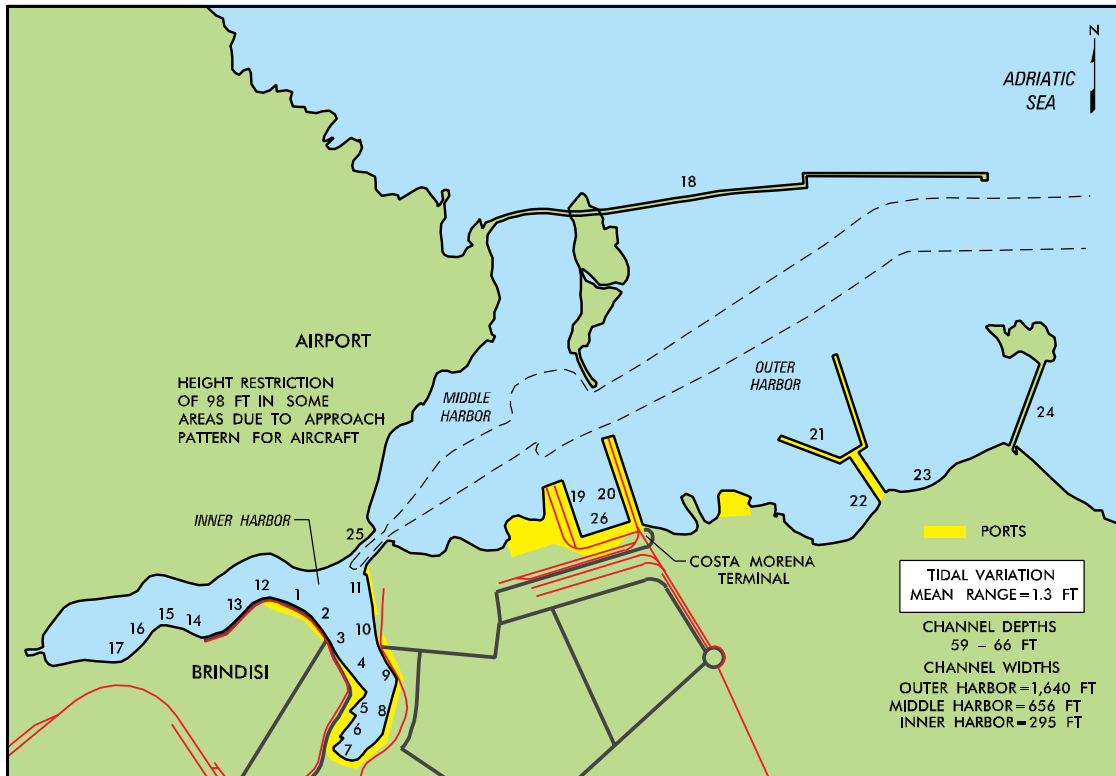 N
ADRIATIC
SEA
18
AIRPORT
HEIGHT RESTRICTION
OF 98 FT IN SOME
AREAS DUE TO APPROACH
PATTERN FOR AIRCRAFT
MIDDLE
HARBOR
OUTER
HARBOR
24
21
23
22
19
20
26
INNER HARBOR
25
COSTA MORENA
TERMINAL
PORTS
TIDAL VARIATION
MEAN RANGE=1.3 FT
CHANNEL DEPTHS
59 – 66 FT
CHANNEL WIDTHS
OUTER HARBOR=1,640 FT
MIDDLE HARBOR=656 FT
INNER HARBOR=295 FT
11
12
1
13
2
15
16
14
17
3
10
BRINDISI
4
9
5
8
6
7